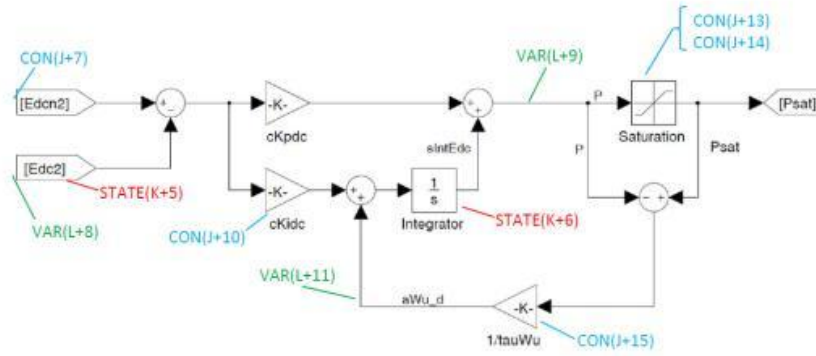 CON(J+13)
CON(J+14)
CON(J+7)
VAR(L+9)
[Edcn2]
+
-
-K-
cKpdc
+
+
P
Saturation
[Psat]
sIntEdc
P
Psat
[Edc2]
STATE(K+5)
VAR(L+8)
-K-
cKidc
+
+
1
s
Integrator
- +
STATE(K+6)
CON(J+10)
VAR(L+11)
aWu_d
-K-
1/tauWu
CON(J+15)